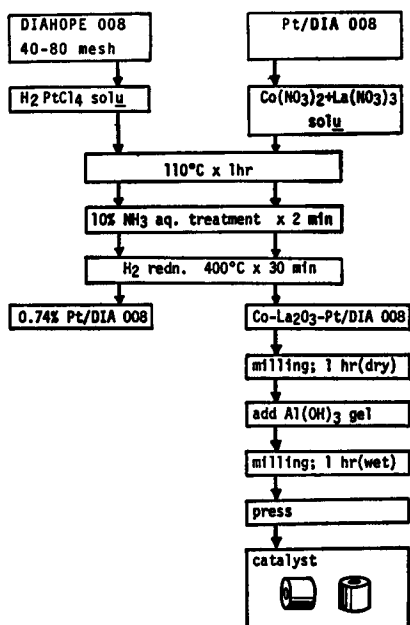 DIAHOPE 008
40-80 mesh
Pt/DIA 008
H2 PtCl4 solu
Co(NO3)2+La(NO3)3
solu
110°C x 1hr
10% NH3 aq. treatment x 2 min
H2 redn. 400°C x 30 min
0.74% Pt/DIA 008
Co-La2O3-Pt/DIA 008
milling; 1 hr(dry)
add Al(OH)3 gel
milling; 1 hr(wet)
press
catalyst